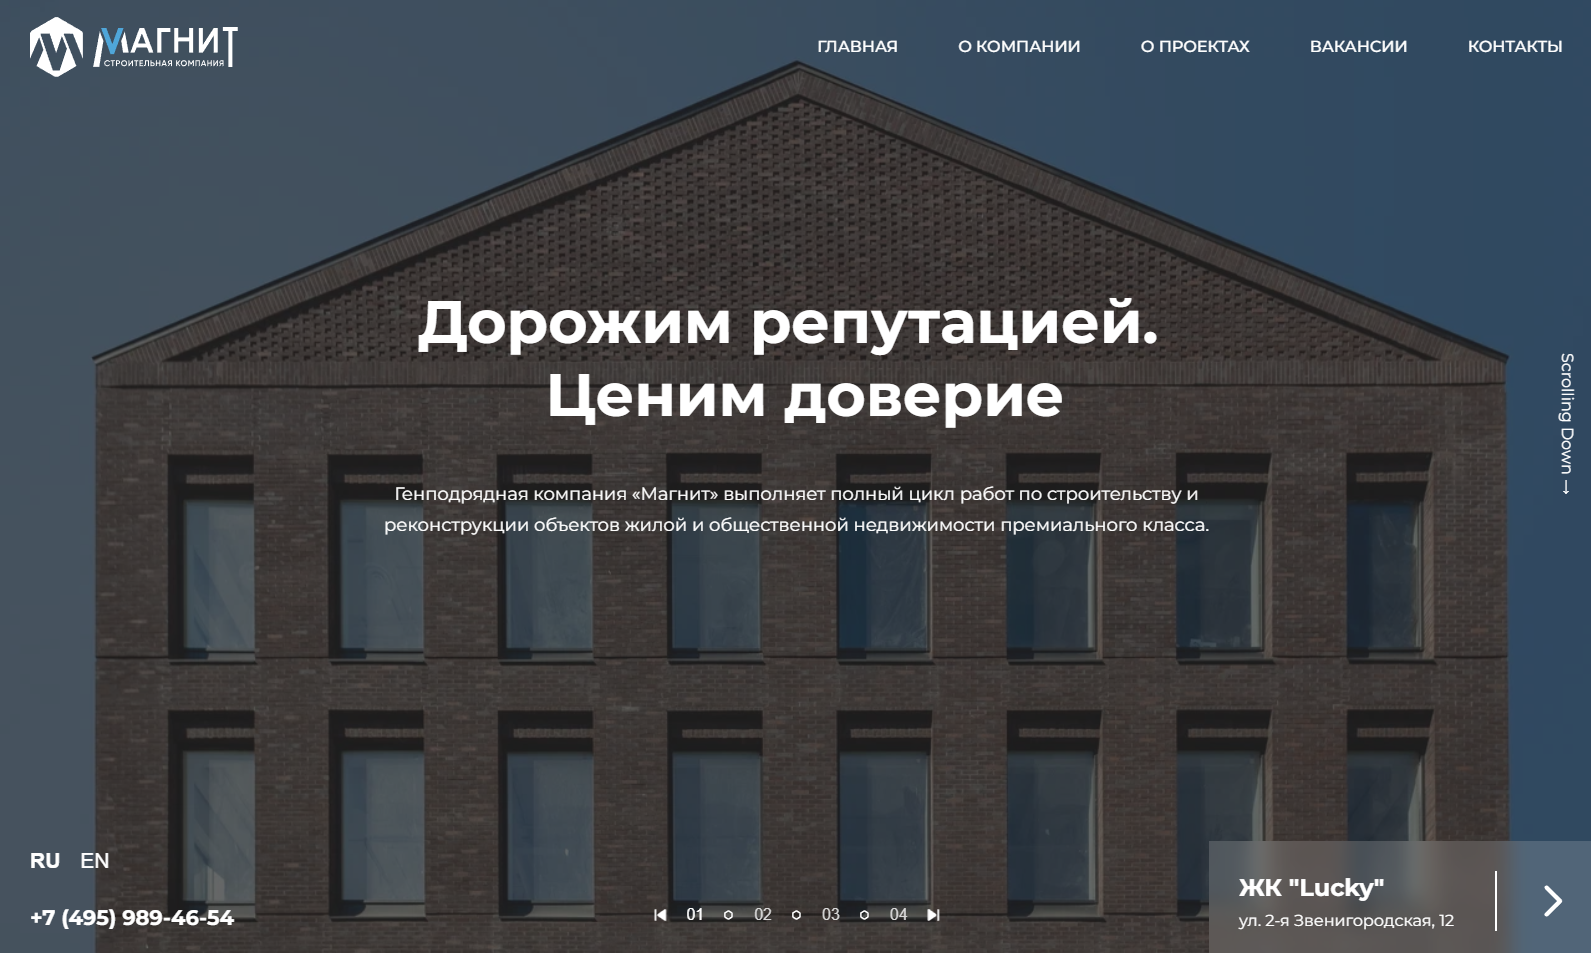 МАГНИТ
СТРОИТЕЛЬНАЯ КОМПАНИЯ
ГЛАВНАЯ
О КОМПАНИИ
О ПРОЕКТАХ
ВАКАНСИИ
КОНТАКТЫ
Дорожим репутацией.
Ценим доверие
Генподрядная компания «Магнит» выполняет полный цикл работ по строительству и
реконструкции объектов жилой и общественной недвижимости премиального класса.
Scrolling Down →
RU EN
+7 (495) 989-46-54
01 02 03 04
ЖК "Lucky"
ул. 2-я Звенигородская, 12